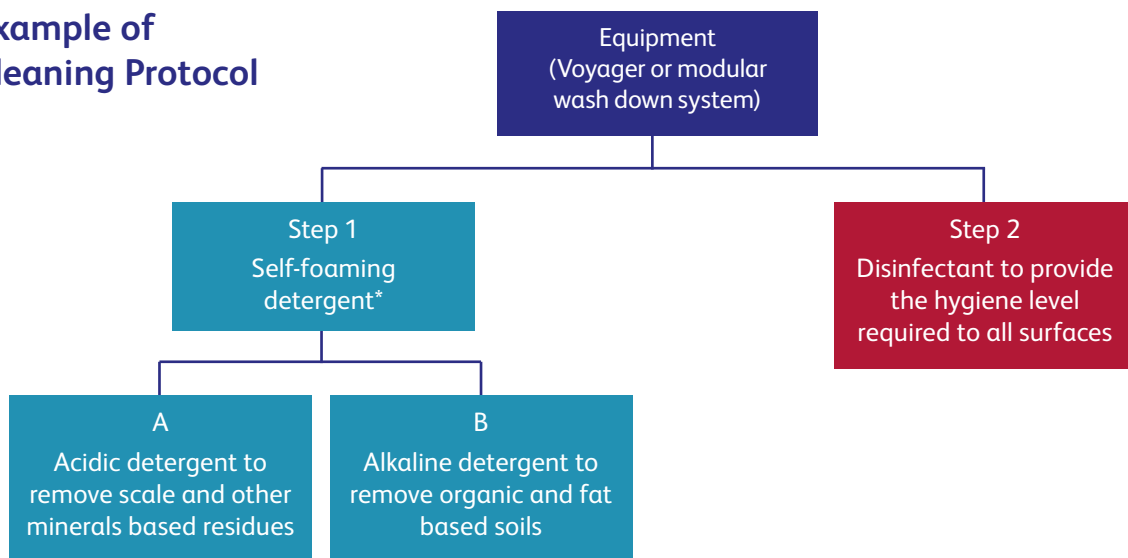 xample of
leaning Protocol
Equipment
(Voyager or modular
wash down system)
Step 1
Self-foaming
detergent*
Step 2
Disinfectant to provide
the hygiene level
required to all surfaces
A
Acidic detergent to
remove scale and other
minerals based residues
B
Alkaline detergent to
remove organic and fat
based soils